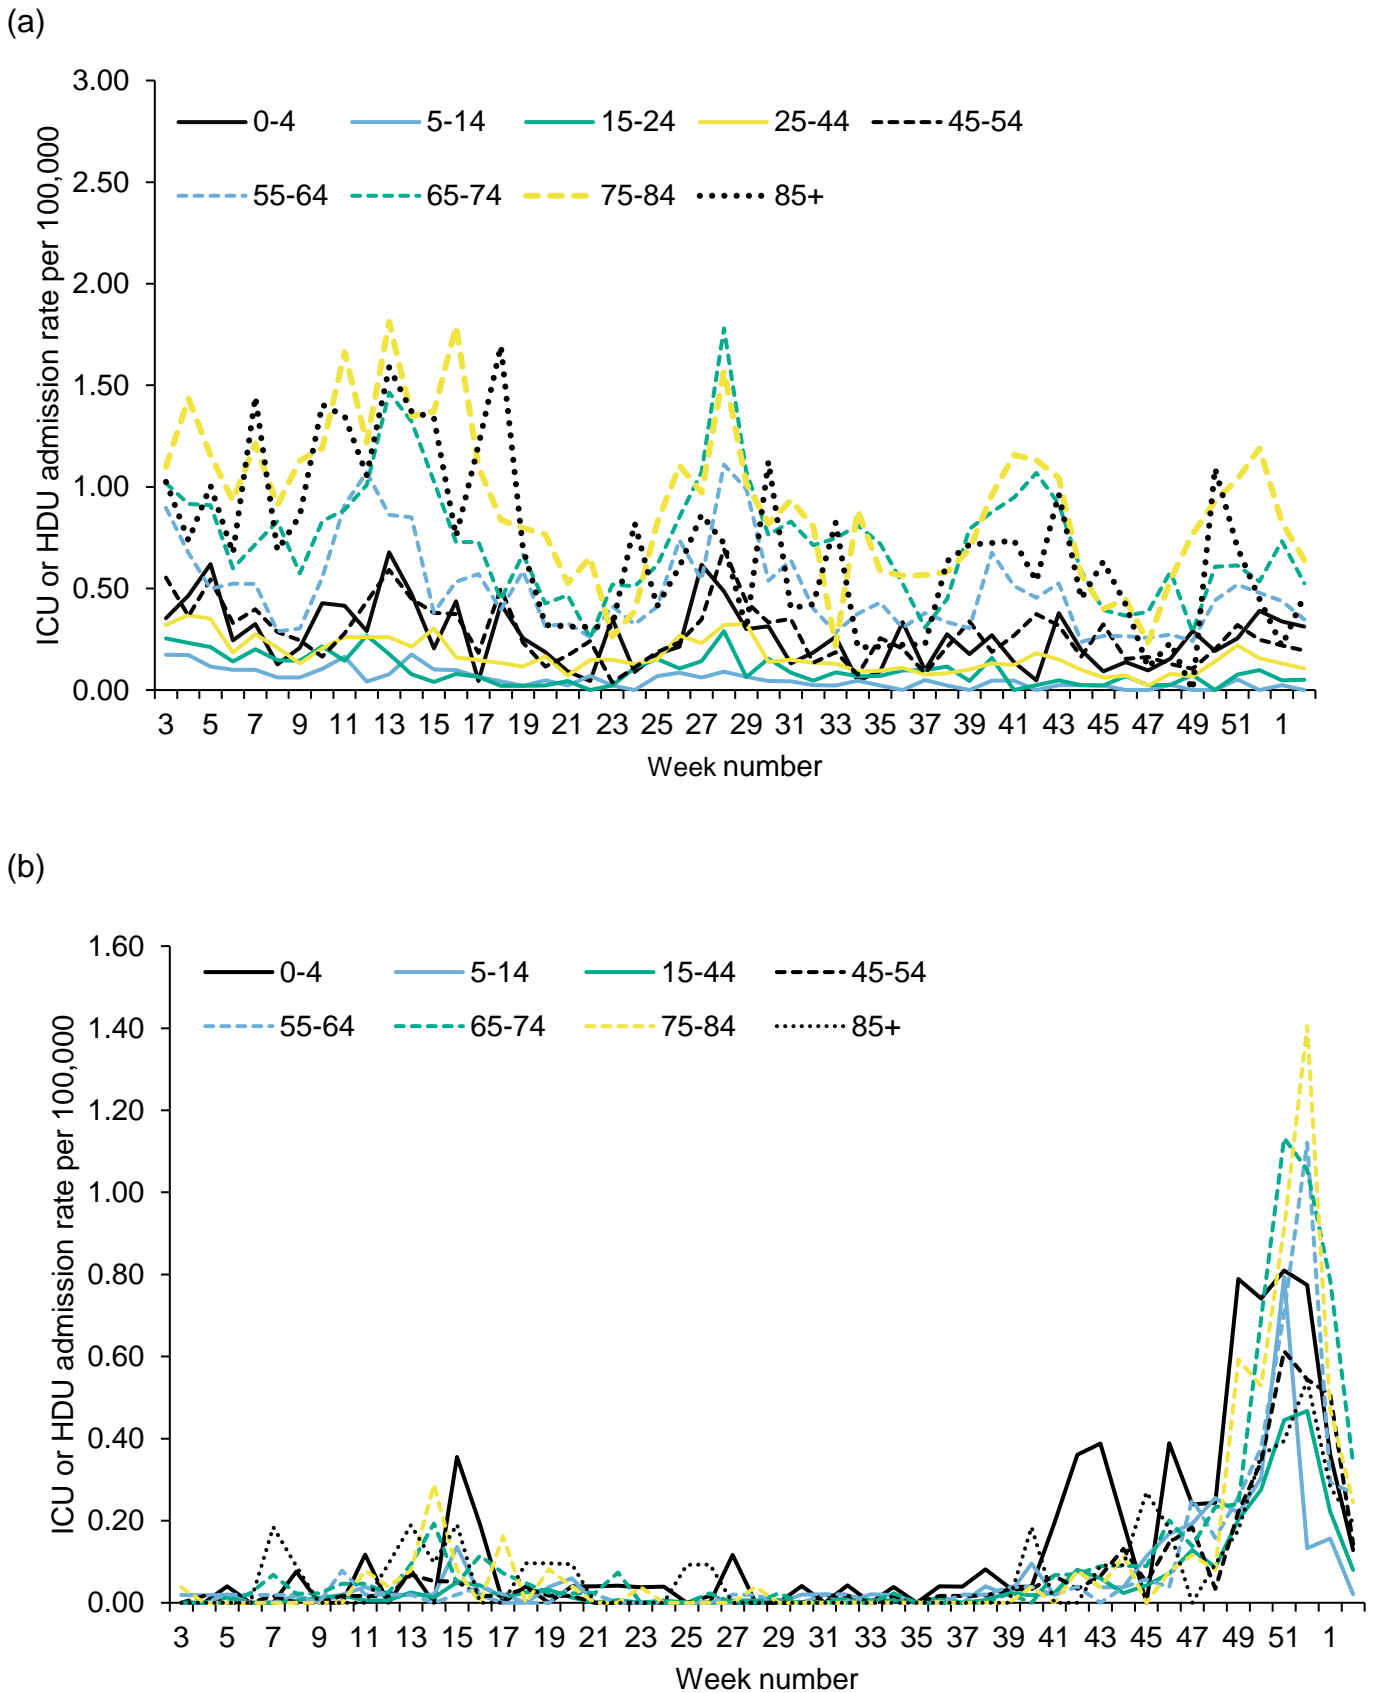 (a)
3.00
2.50
2.00
1.50
1.00
0.50
0.00
ICU or HDU admission rate per 100,000
0-4 5-14 15-24 25-44 45-54
55-64 65-74 75-84 85+
3 5 7 9 11 13 15 17 19 21 23 25 27 29 31 33 35 37 39 41 43 45 47 49 51 1
Week number
(b)
1.60
1.40
1.20
1.00
0.80
0.60
0.40
0.20
0.00
ICU or HDU admission rate per 100,000
0-4 5-14 15-44 45-54
55-64 65-74 75-84 85+
3 5 7 9 11 13 15 17 19 21 23 25 27 29 31 33 35 37 39 41 43 45 47 49 51 1
Week number